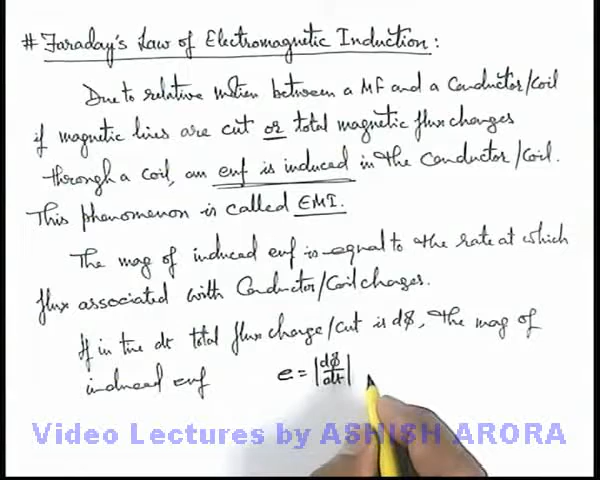 # Faraday's Law of Electromagnetic Induction :
Due to relative motion between a MF and a Conductor/Coil
if magnetic lines are cut or total magnetic flux changes
through a coil, an emf is induced in the conductor/coil.
This phenomenon is called EMI.
The mag of induced emf is equal to the rate at which
flux associated with Conductor/Coil changes.
If in time dt total flux change/cut is dϕ, the mag of
induced emf e = |dϕ/dt|
Video Lectures by ASHISH ARORA